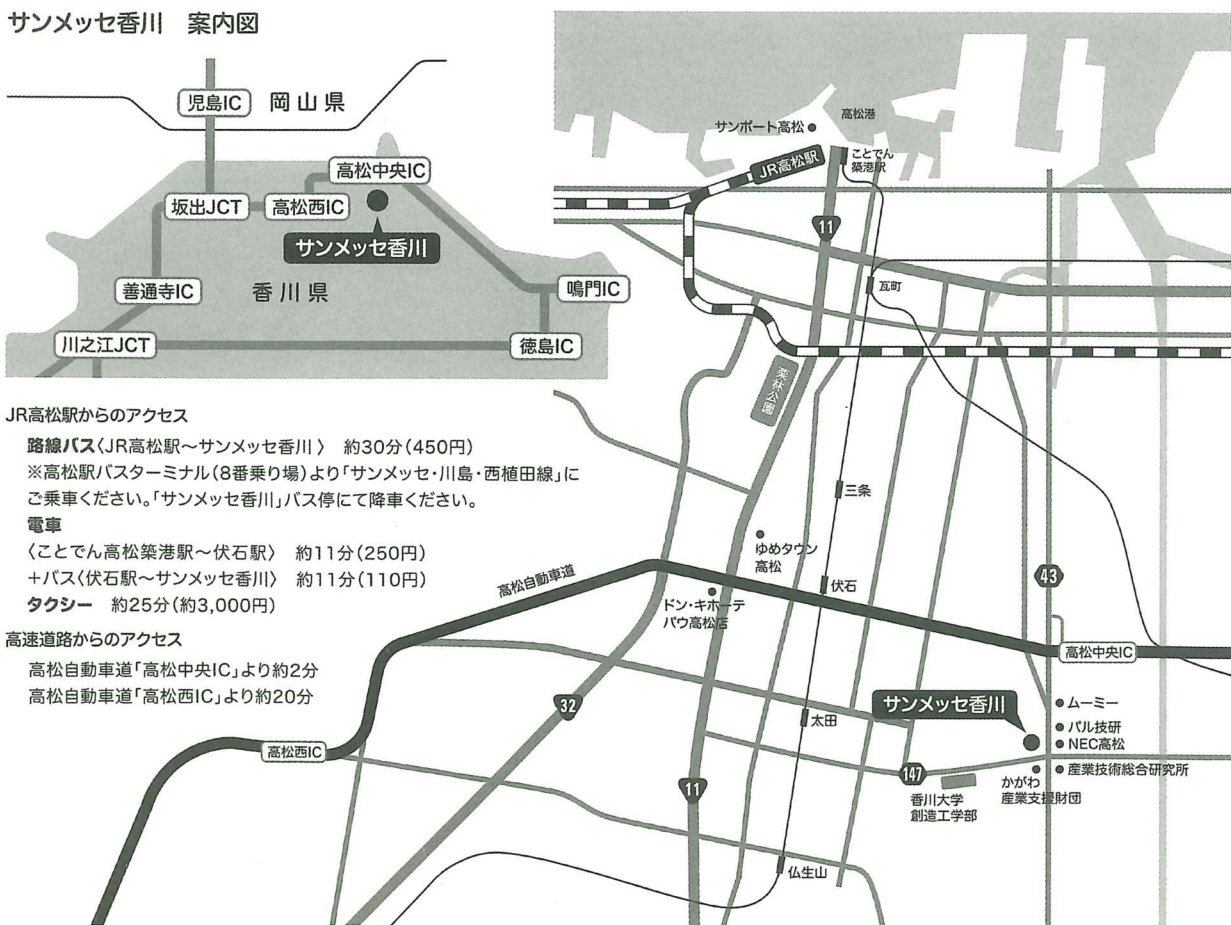 サンメッセ香川 案内図
児島IC
岡山県
高松中央IC
坂出JCT
高松西IC
サンメッセ香川
善通寺IC
香川県
鳴門IC
川之江JCT
徳島IC
JR高松駅からのアクセス
路線バス〈JR高松駅～サンメッセ香川〉 約30分(450円)
※高松駅バスターミナル(8番乗り場)より「サンメッセ・川島・西植田線」に
ご乗車ください。「サンメッセ香川」バス停にて降車ください。
電車
〈ことでん高松築港駅～伏石駅〉 約11分(250円)
+バス〈伏石駅～サンメッセ香川〉 約11分(110円)
タクシー 約25分(約3,000円)
高速道路からのアクセス
高松自動車道「高松中央IC」より約2分
高松自動車道「高松西IC」より約20分
高松港
サンポート高松
JR高松駅
ことでん
築港駅
11
瓦町
栗林公園
三条
ゆめタウン
高松
伏石
43
高松自動車道
ドン・キホーテ
パウ高松店
高松中央IC
サンメッセ香川
ムーミー
パル技研
NEC高松
産業技術総合研究所
32
太田
高松西IC
147
かがわ
産業支援財団
香川大学
創造工学部
11
仏生山